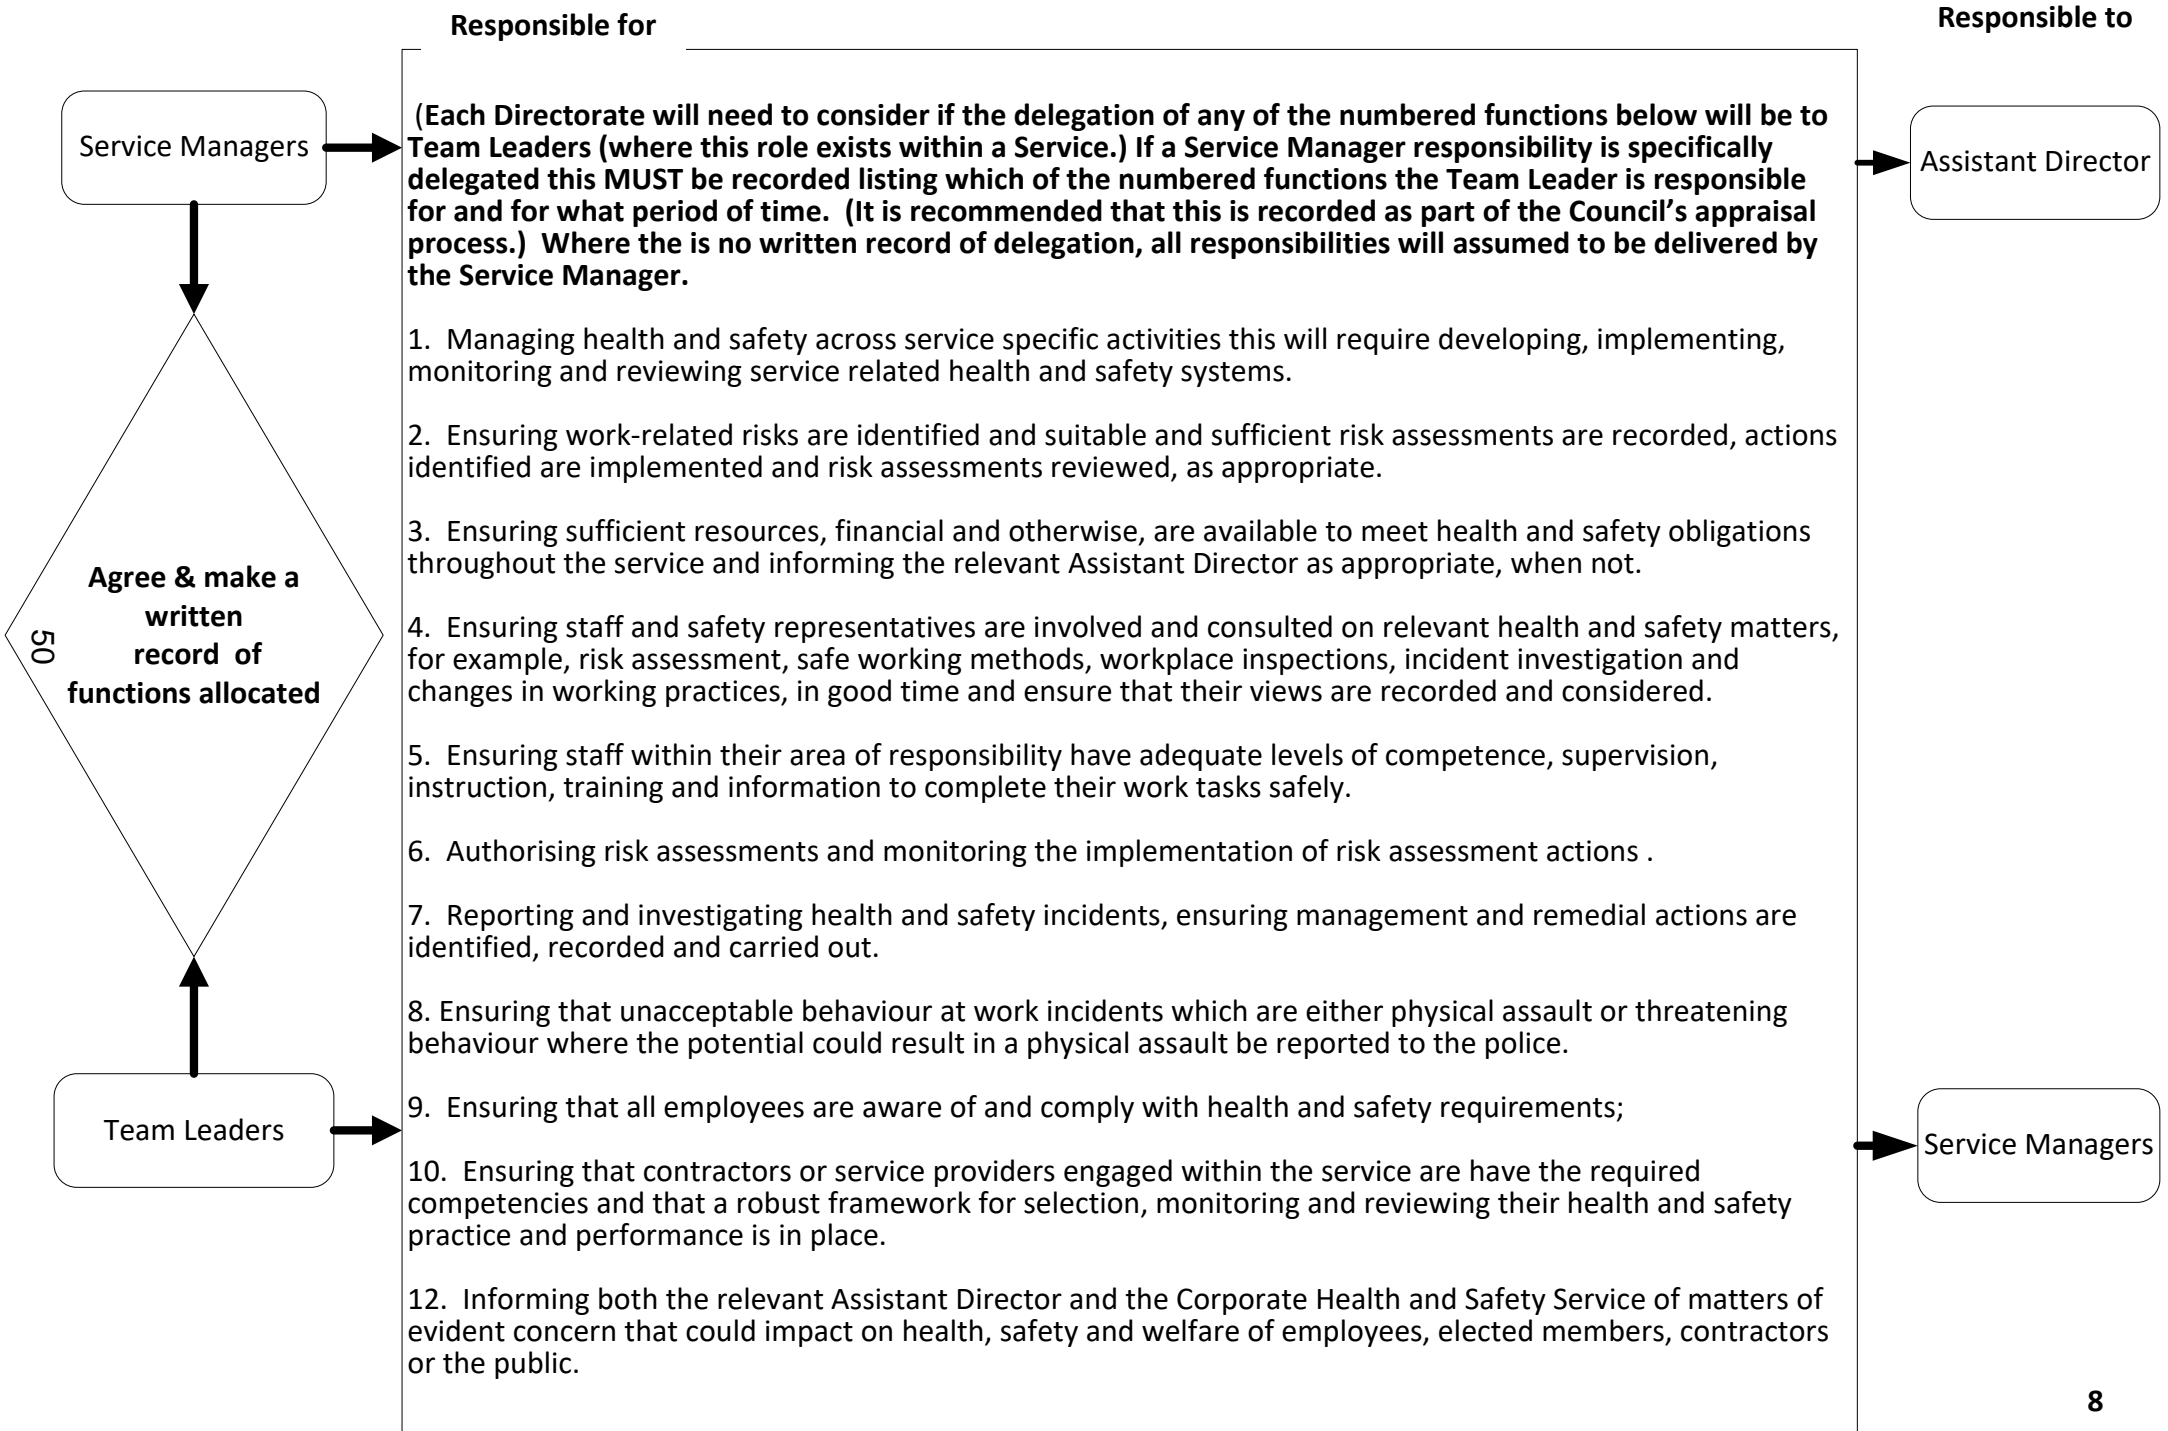 Responsible for
Responsible to
Service Managers
(Each Directorate will need to consider if the delegation of any of the numbered functions below will be to
Team Leaders (where this role exists within a Service.) If a Service Manager responsibility is specifically
delegated this MUST be recorded listing which of the numbered functions the Team Leader is responsible
for and for what period of time.  (It is recommended that this is recorded as part of the Council’s appraisal
process.)  Where the is no written record of delegation, all responsibilities will assumed to be delivered by
the Service Manager.
Assistant Director
1.  Managing health and safety across service specific activities this will require developing, implementing,
monitoring and reviewing service related health and safety systems.
2.  Ensuring work-related risks are identified and suitable and sufficient risk assessments are recorded, actions
identified are implemented and risk assessments reviewed, as appropriate.
3.  Ensuring sufficient resources, financial and otherwise, are available to meet health and safety obligations
throughout the service and informing the relevant Assistant Director as appropriate, when not.
Agree & make a
written
record  of
functions allocated
50
4.  Ensuring staff and safety representatives are involved and consulted on relevant health and safety matters,
for example, risk assessment, safe working methods, workplace inspections, incident investigation and
changes in working practices, in good time and ensure that their views are recorded and considered.
5.  Ensuring staff within their area of responsibility have adequate levels of competence, supervision,
instruction, training and information to complete their work tasks safely.
6.  Authorising risk assessments and monitoring the implementation of risk assessment actions .
7.  Reporting and investigating health and safety incidents, ensuring management and remedial actions are
identified, recorded and carried out.
8. Ensuring that unacceptable behaviour at work incidents which are either physical assault or threatening
behaviour where the potential could result in a physical assault be reported to the police.
Team Leaders
9.  Ensuring that all employees are aware of and comply with health and safety requirements;
Service Managers
10.  Ensuring that contractors or service providers engaged within the service are have the required
competencies and that a robust framework for selection, monitoring and reviewing their health and safety
practice and performance is in place.
12.  Informing both the relevant Assistant Director and the Corporate Health and Safety Service of matters of
evident concern that could impact on health, safety and welfare of employees, elected members, contractors
or the public.
8